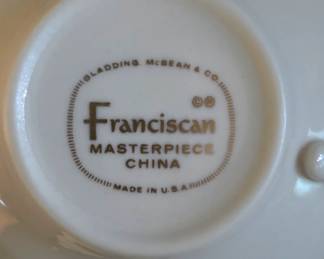 GLADDING, McBEAN & CO.
©®
Franciscan
MASTERPIECE
CHINA
MADE IN U.S.A.